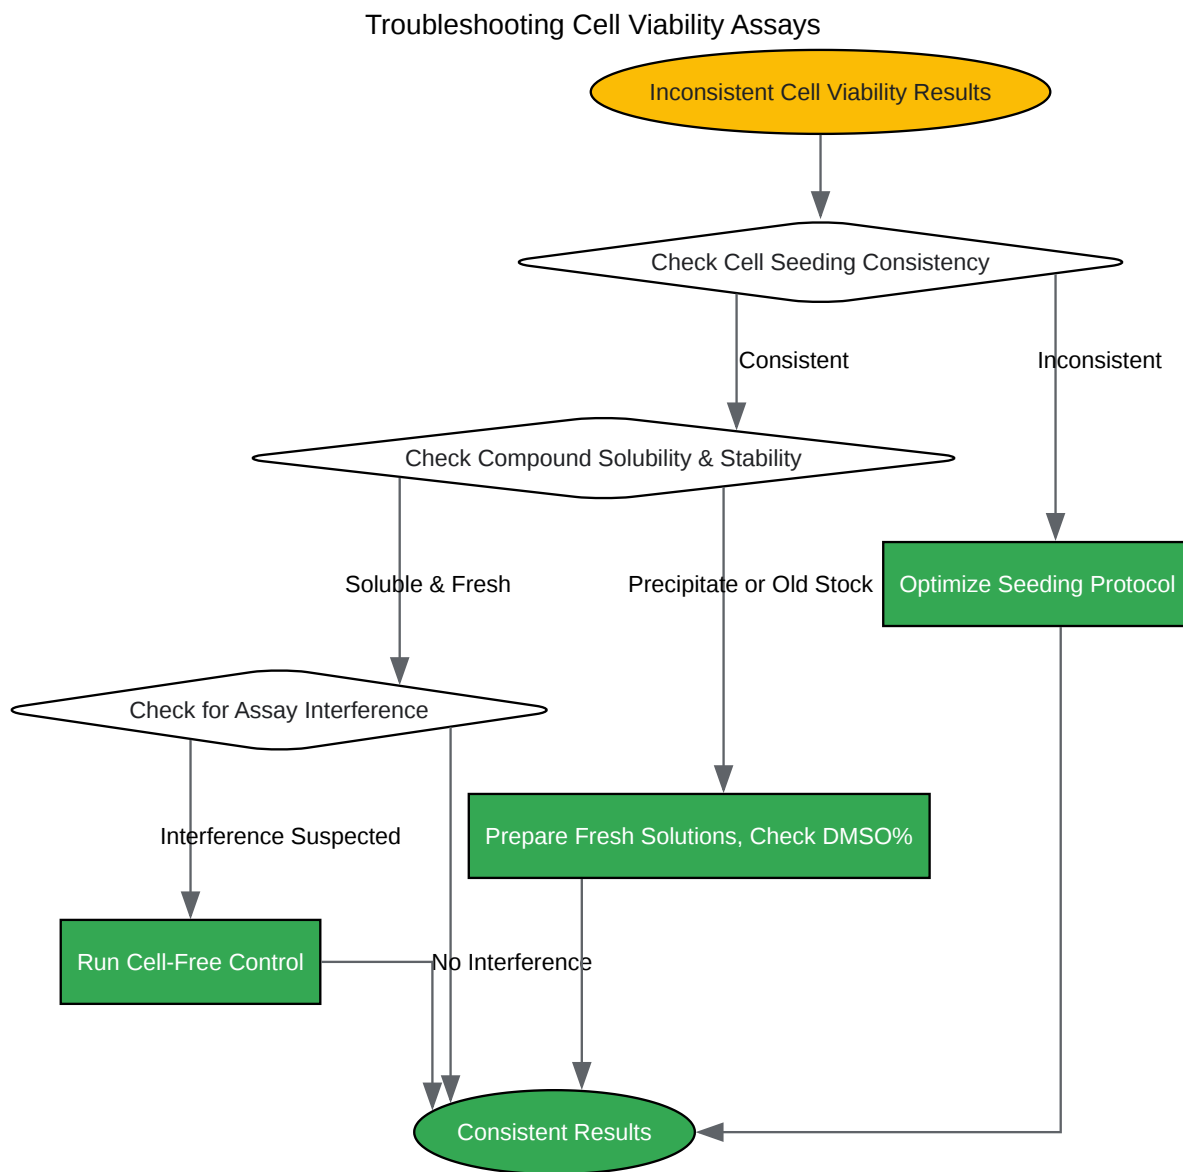 Troubleshooting Cell Viability Assays
Inconsistent Cell Viability Results
Check Cell Seeding Consistency
Consistent
Inconsistent
Check Compound Solubility & Stability
Soluble & Fresh
Precipitate or Old Stock
Optimize Seeding Protocol
Check for Assay Interference
Interference Suspected
Prepare Fresh Solutions, Check DMSO%
Run Cell-Free Control
No Interference
Consistent Results